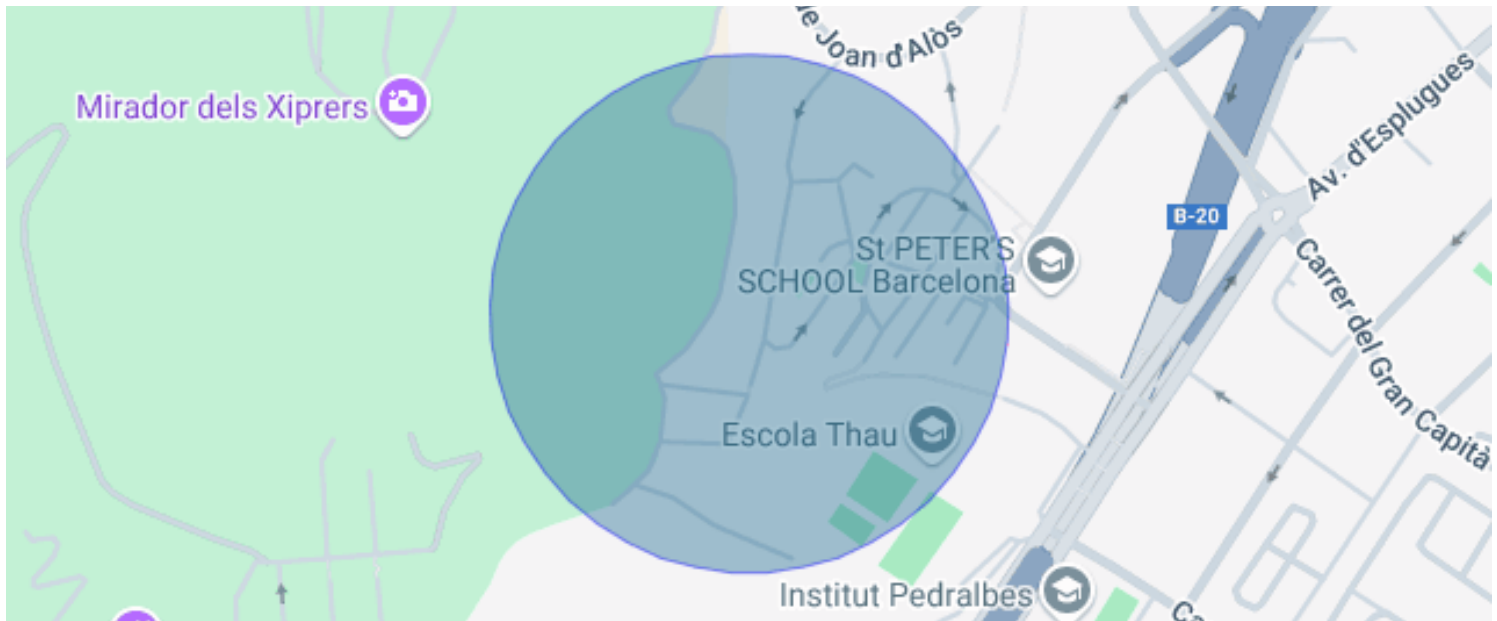 de Joan d'Alòs
Mirador dels Xiprers
Av. d'Esplugues
B-20
St PETER'S
SCHOOL Barcelona
Carrer del Gran Capità
Escola Thau
Institut Pedralbes
Ca